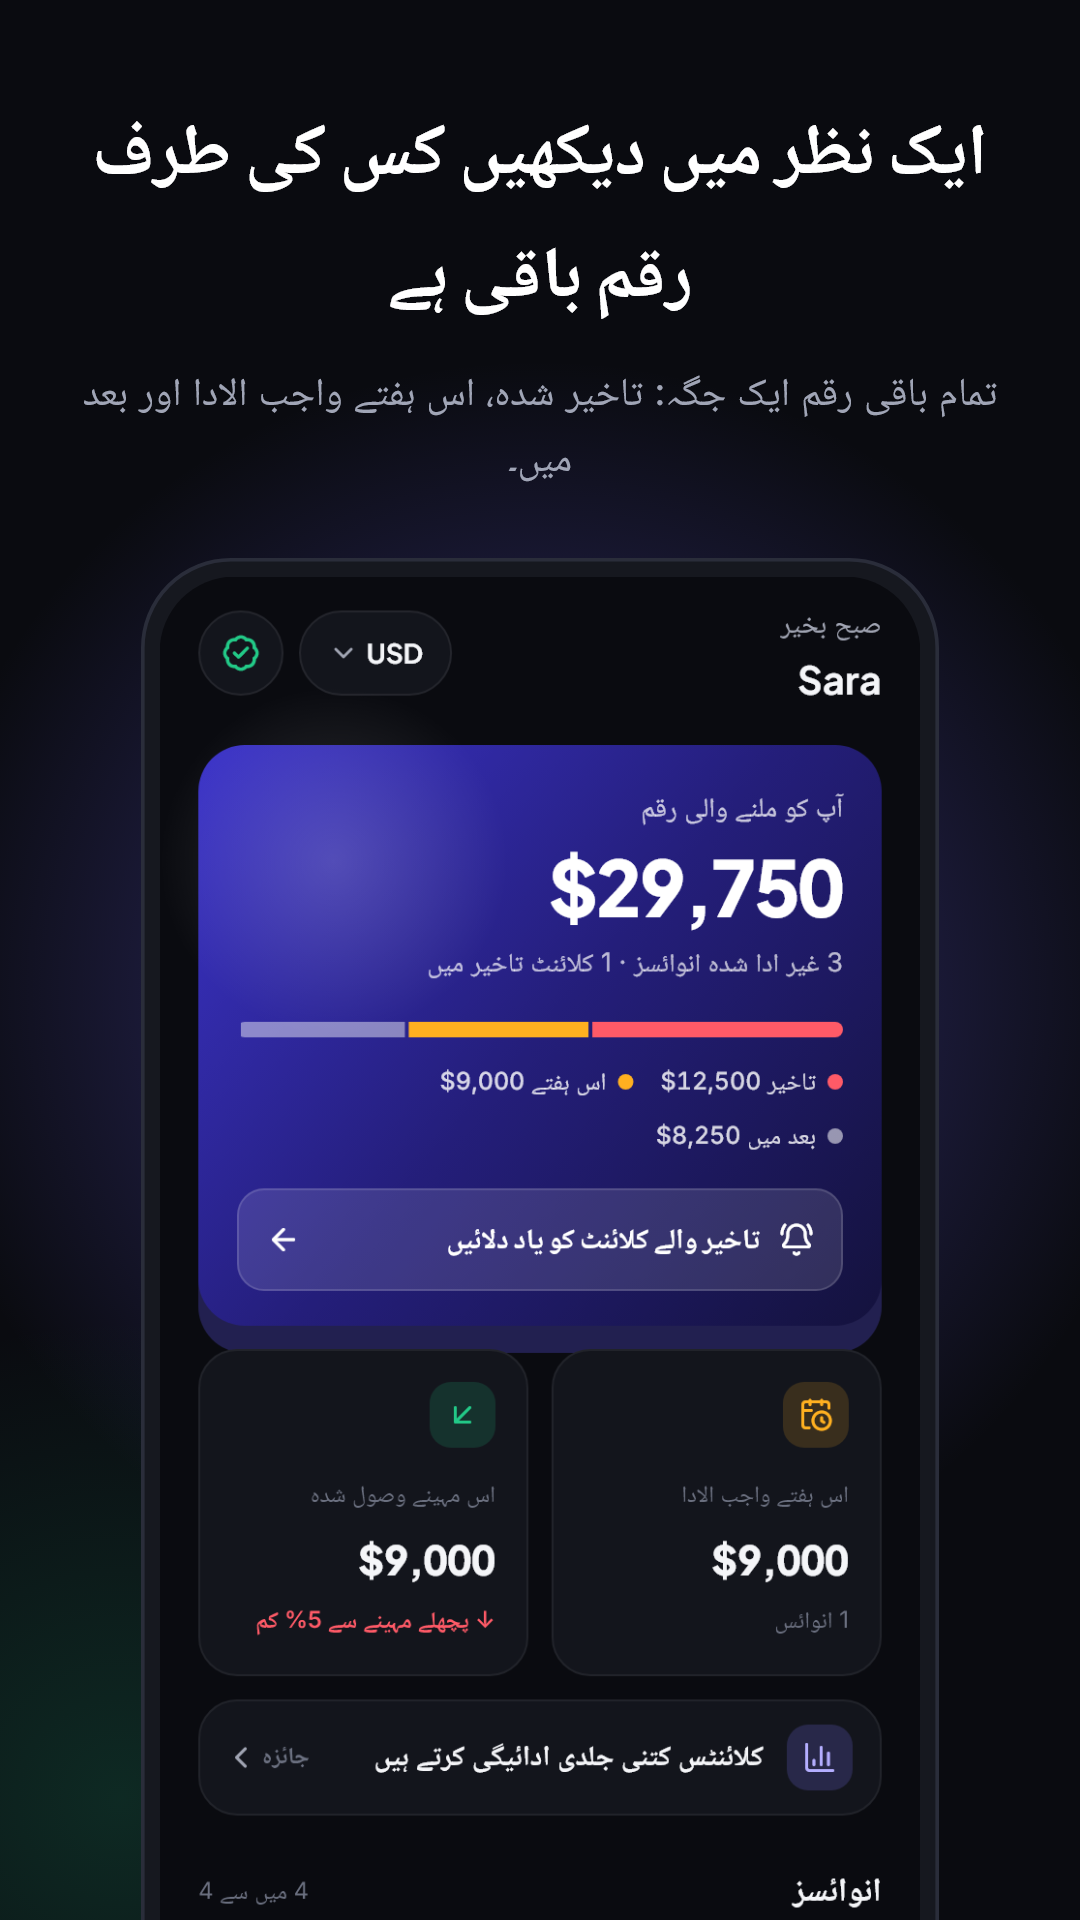 ایک نظر میں دیکھیں کس کی طرف
رقم باقی ہے
تمام باقی رقم ایک جگہ: تاخیر شدہ، اس ہفتے واجب الادا اور بعد
میں۔
صبح بخیر
Sara
USD
آپ کو ملنے والی رقم
$29,750
3 غیر ادا شدہ انوائسز · 1 کلائنٹ تاخیر میں
تاخیر $12,500
اس ہفتے $9,000
بعد میں $8,250
تاخیر والے کلائنٹ کو یاد دلائیں
اس ہفتے واجب الادا
$9,000
1 انوائس
اس مہینے وصول شدہ
$9,000
↓ پچھلے مہینے سے 5% کم
کلائنٹس کتنی جلدی ادائیگی کرتے ہیں
جائزہ
انوائسز
4 میں سے 4